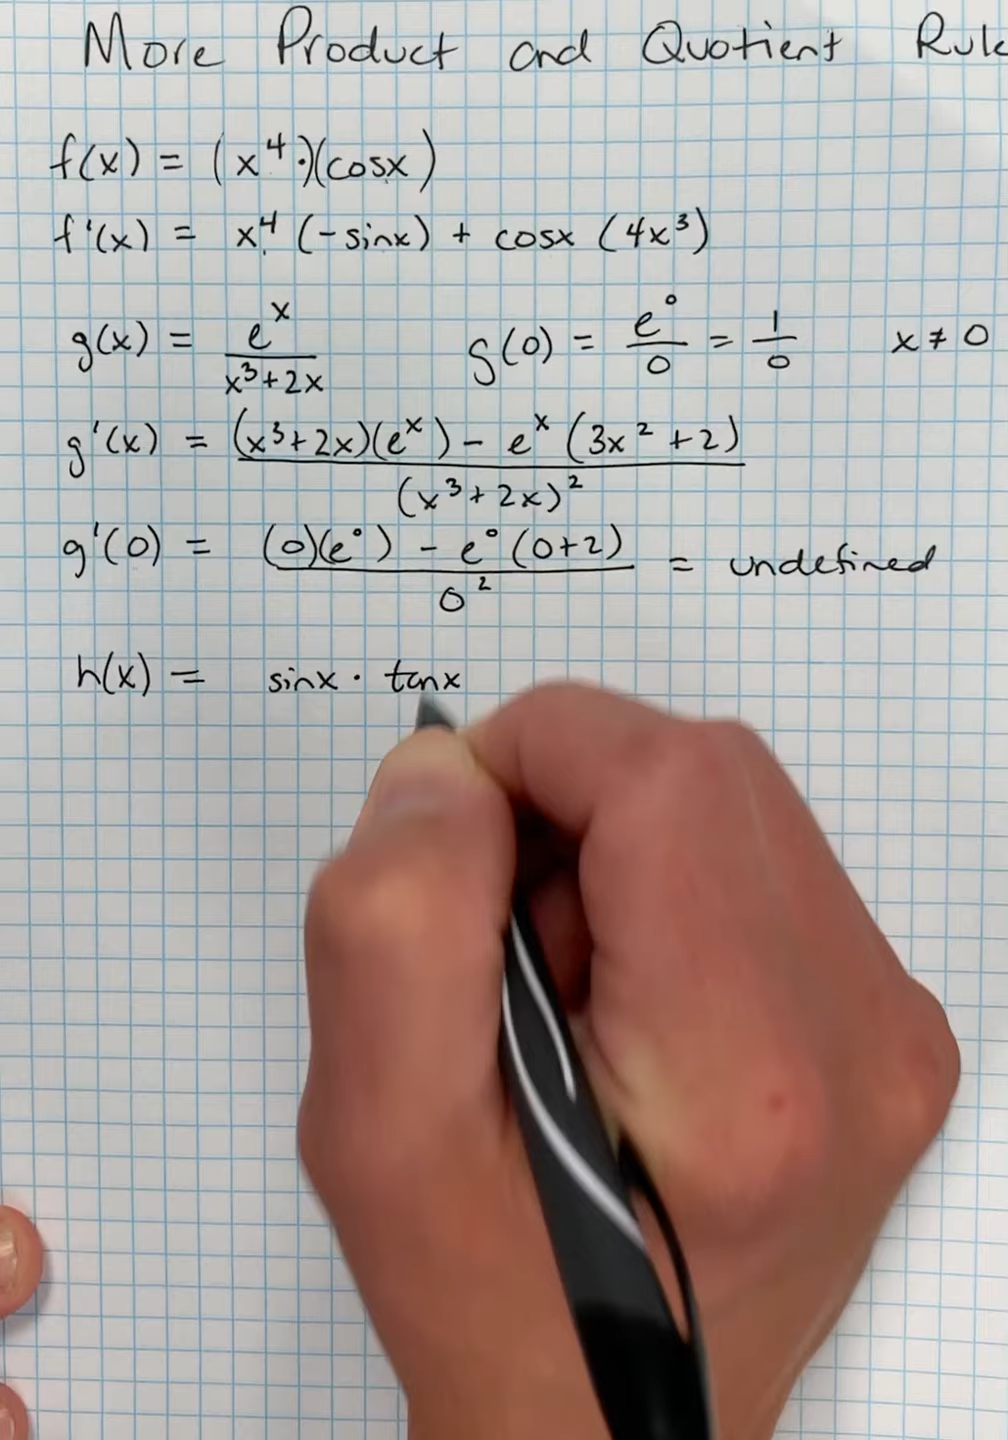 More Product and Quotient
f(x) = (x⁴·)(cosx)
f'(x) = x⁴ (-sinx) + cosx (4x³)
g(x) = eˣ/(x³+2x) g(0) = e⁰/0 = 1/0 x ≠ 0
g'(x) = ((x³+2x)(eˣ) - eˣ (3x² + 2))/(x³+2x)²
g'(0) = ((0)(e⁰) - e⁰ (0+2))/0² = undefined
h(x) = sinx · tanx